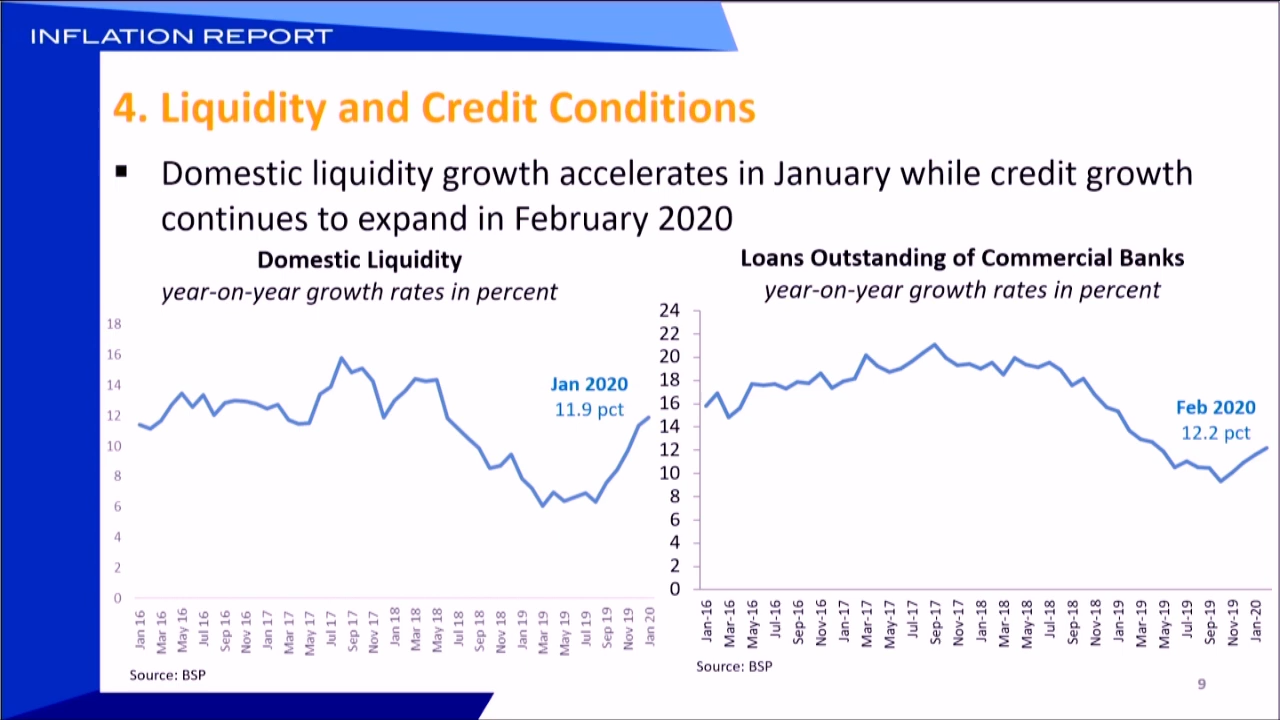 INFLATION REPORT
4. Liquidity and Credit Conditions
▪ Domestic liquidity growth accelerates in January while credit growth
continues to expand in February 2020
Domestic Liquidity
year-on-year growth rates in percent
18
16
14
12
10
8
6
4
2
0
Jan 2020
11.9 pct
Jan 16
Mar 16
May 16
Jul 16
Sep 16
Nov 16
Jan 17
Mar 17
May 17
Jul 17
Sep 17
Nov 17
Jan 18
Mar 18
May 18
Jul 18
Sep 18
Nov 18
Jan 19
Mar 19
May 19
Jul 19
Sep 19
Nov 19
Jan 20
Source: BSP
Loans Outstanding of Commercial Banks
year-on-year growth rates in percent
24
22
20
18
16
14
12
10
8
6
4
2
0
Feb 2020
12.2 pct
Jan-16
Mar-16
May-16
Jul-16
Sep-16
Nov-16
Jan-17
Mar-17
May-17
Jul-17
Sep-17
Nov-17
Jan-18
Mar-18
May-18
Jul-18
Sep-18
Nov-18
Jan-19
Mar-19
May-19
Jul-19
Sep-19
Nov-19
Jan-20
Source: BSP
9